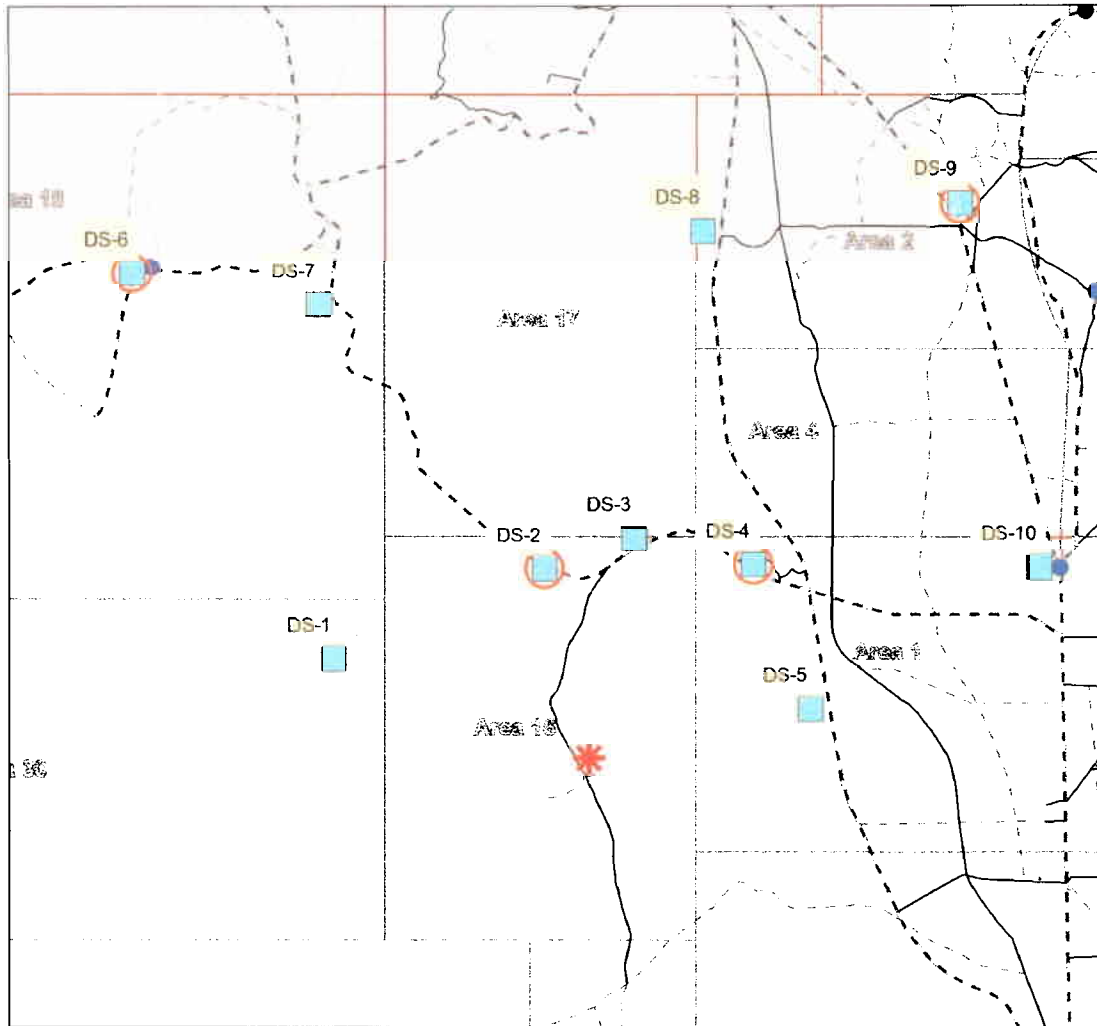 DS-9
DS-8
DS-6
Area 2
DS-7
Area 17
Area 4
DS-3
DS-2
DS-4
DS-10
DS-1
Area 1
DS-5
Area 16